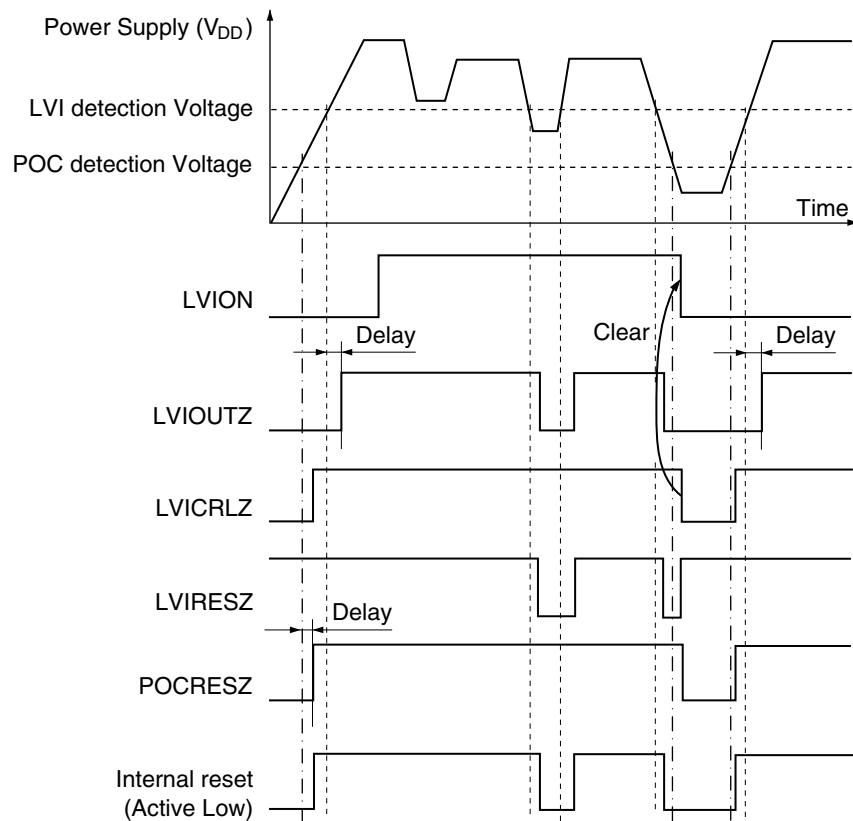 Power Supply (VDD)
LVI detection Voltage
POC detection Voltage
Time
LVION
Delay
Clear
Delay
LVIOUTZ
LVICRLZ
LVIRESZ
Delay
POCRESZ
Internal reset
(Active Low)